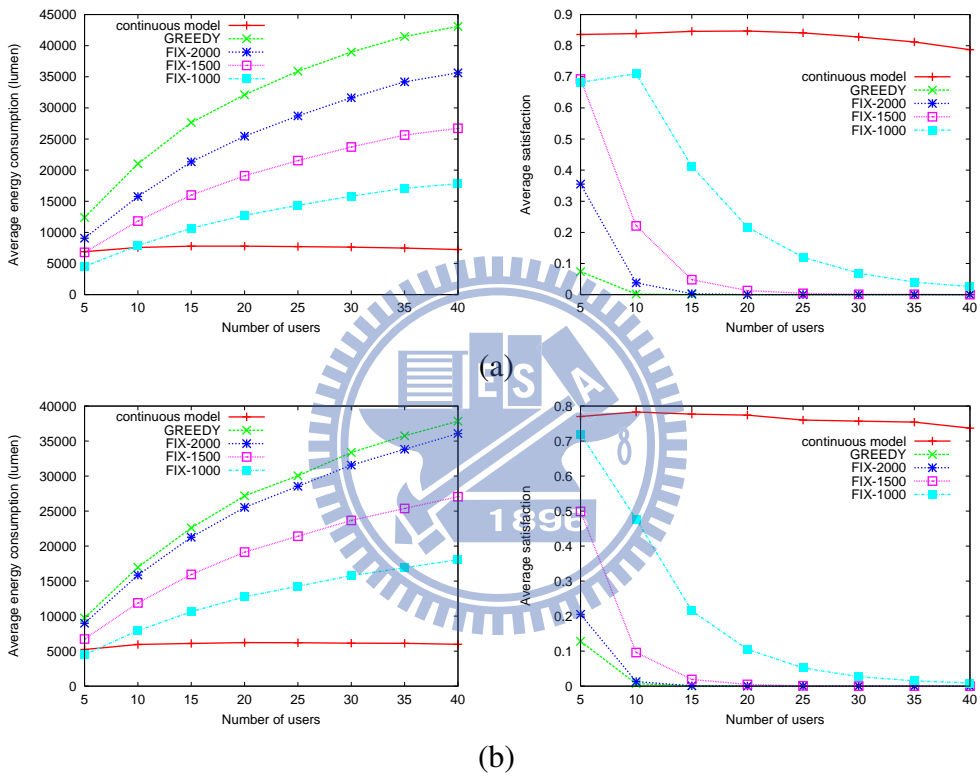 45000
40000
35000
30000
25000
20000
15000
10000
5000
0
Average energy consumption (lumen)
continuous model
GREEDY
FIX-2000
FIX-1500
FIX-1000
5 10 15 20 25 30 35 40
Number of users
0.9
0.8
0.7
0.6
0.5
0.4
0.3
0.2
0.1
0
Average satisfaction
continuous model
GREEDY
FIX-2000
FIX-1500
FIX-1000
5 10 15 20 25 30 35 40
Number of users
(a)
E S A
1896
40000
35000
30000
25000
20000
15000
10000
5000
0
Average energy consumption (lumen)
continuous model
GREEDY
FIX-2000
FIX-1500
FIX-1000
5 10 15 20 25 30 35 40
Number of users
0.8
0.7
0.6
0.5
0.4
0.3
0.2
0.1
0
Average satisfaction
continuous model
GREEDY
FIX-2000
FIX-1500
FIX-1000
5 10 15 20 25 30 35 40
Number of users
(b)